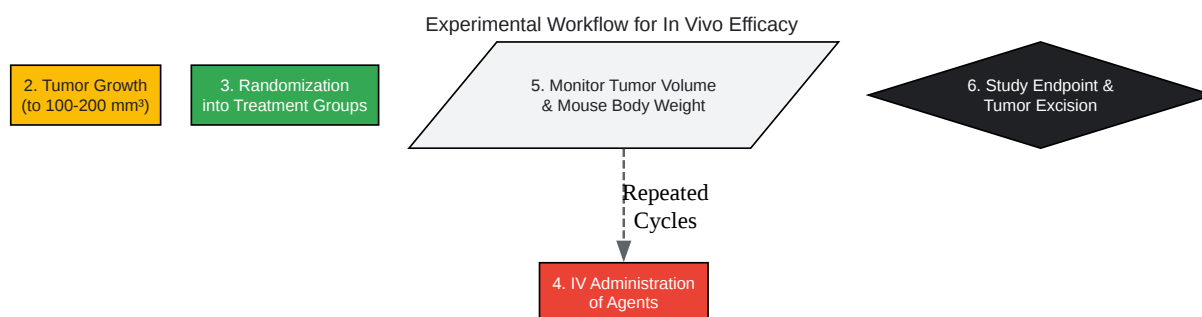 Experimental Workflow for In Vivo Efficacy
2. Tumor Growth
(to 100-200 mm³)
3. Randomization
into Treatment Groups
5. Monitor Tumor Volume
& Mouse Body Weight
6. Study Endpoint &
Tumor Excision
Repeated
Cycles
4. IV Administration
of Agents